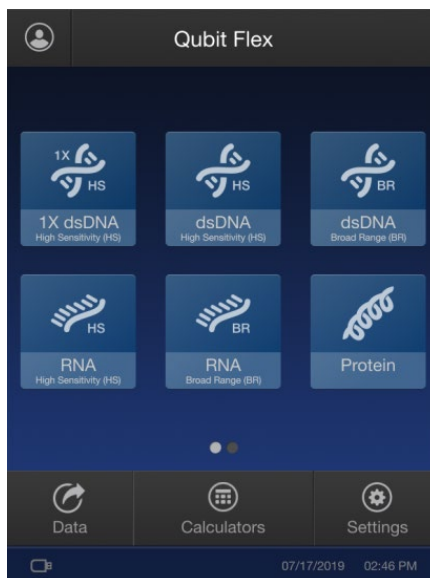 Qubit Flex
1X HS
HS
BR
1X dsDNA
High Sensitivity (HS)
dsDNA
High Sensitivity (HS)
dsDNA
Broad Range (BR)
HS
BR
RNA
High Sensitivity (HS)
RNA
Broad Range (BR)
Protein
Data
Calculators
Settings
07/17/2019 02:46 PM